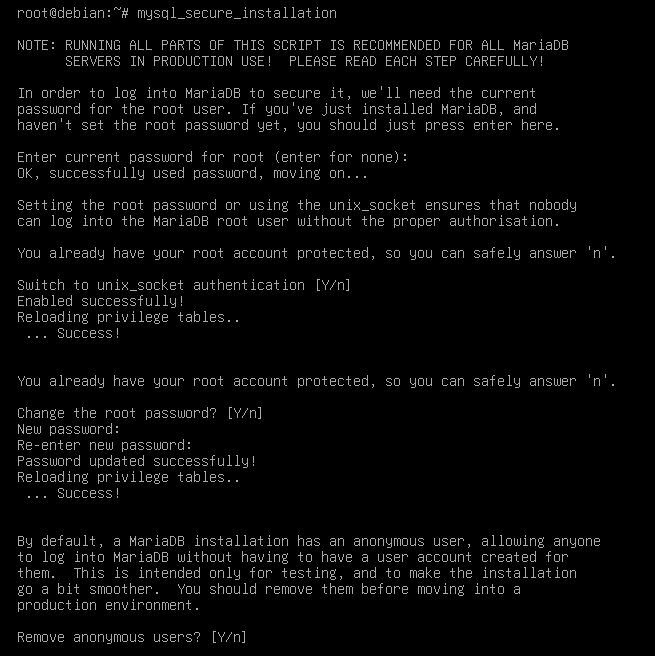 root@debian:~# mysql_secure_installation
NOTE: RUNNING ALL PARTS OF THIS SCRIPT IS RECOMMENDED FOR ALL MariaDB
SERVERS IN PRODUCTION USE!  PLEASE READ EACH STEP CAREFULLY!
In order to log into MariaDB to secure it, we'll need the current
password for the root user. If you've just installed MariaDB, and
haven't set the root password yet, you should just press enter here.
Enter current password for root (enter for none):
OK, successfully used password, moving on...
Setting the root password or using the unix_socket ensures that nobody
can log into the MariaDB root user without the proper authorisation.
You already have your root account protected, so you can safely answer 'n'.
Switch to unix_socket authentication [Y/n]
Enabled successfully!
Reloading privilege tables..
... Success!
You already have your root account protected, so you can safely answer 'n'.
Change the root password? [Y/n]
New password:
Re-enter new password:
Password updated successfully!
Reloading privilege tables..
... Success!
By default, a MariaDB installation has an anonymous user, allowing anyone
to log into MariaDB without having to have a user account created for
them.  This is intended only for testing, and to make the installation
go a bit smoother.  You should remove them before moving into a
production environment.
Remove anonymous users? [Y/n]